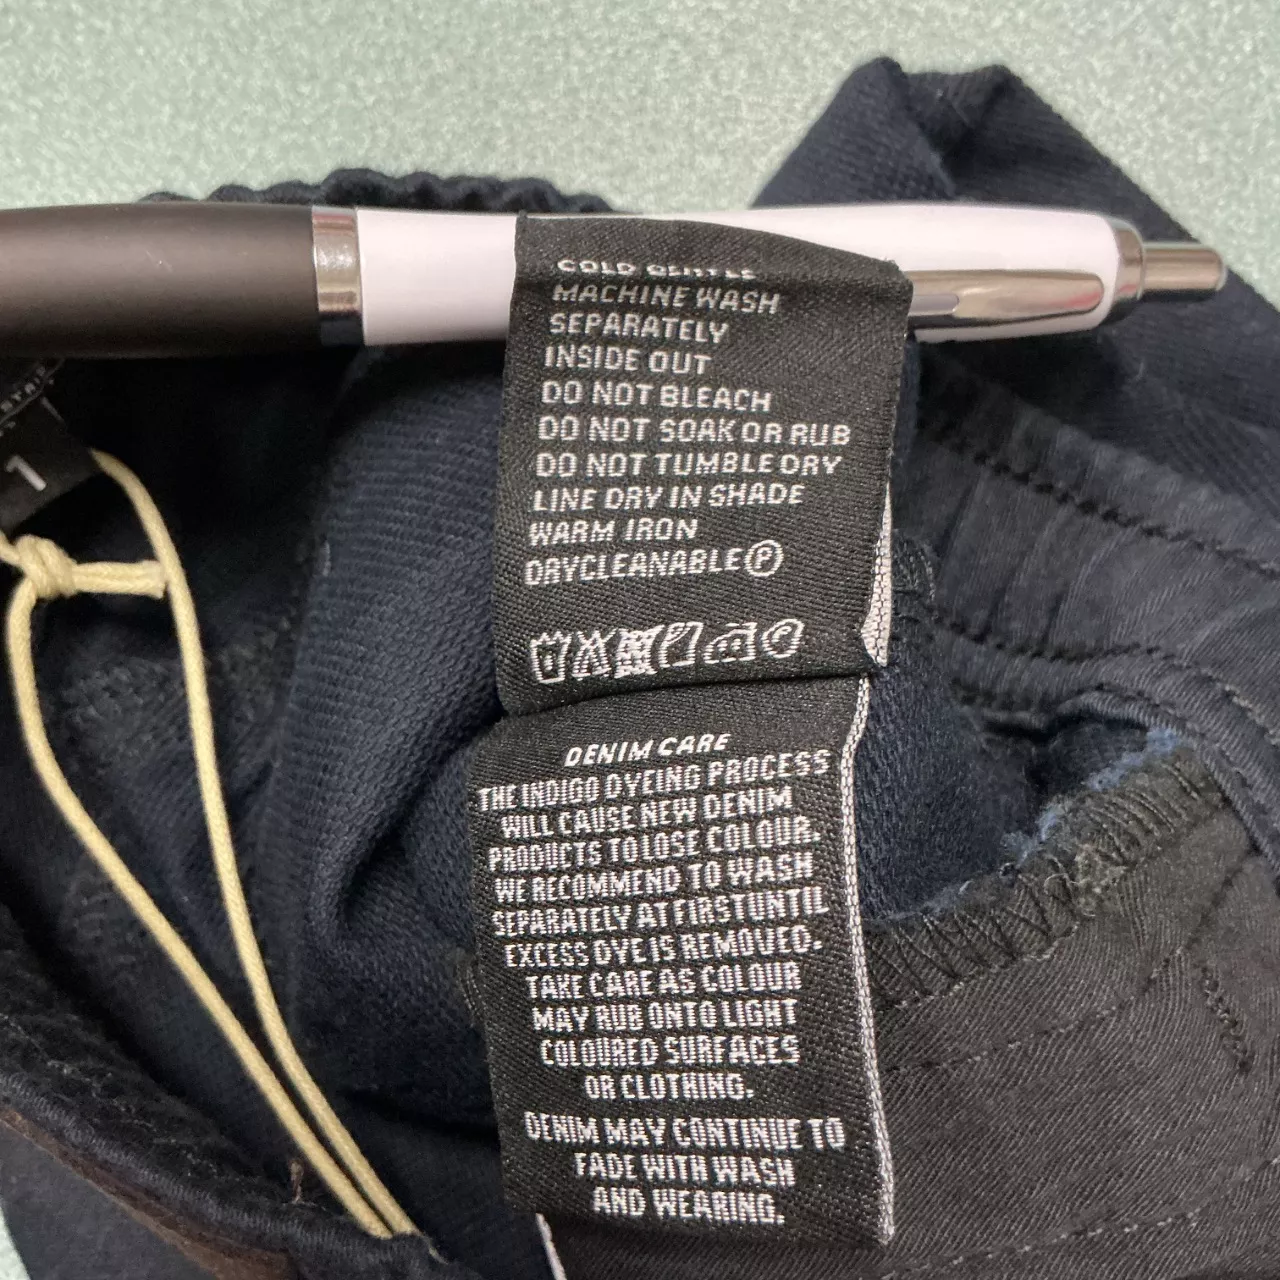 COLD GENTLE
MACHINE WASH
SEPARATELY
INSIDE OUT
DO NOT BLEACH
DO NOT SOAK OR RUB
DO NOT TUMBLE DRY
LINE DRY IN SHADE
WARM IRON
DRYCLEANABLE Ⓟ
DENIM CARE
THE INDIGO DYEING PROCESS
WILL CAUSE NEW DENIM
PRODUCTS TO LOSE COLOUR.
WE RECOMMEND TO WASH
SEPARATELY AT FIRST UNTIL
EXCESS DYE IS REMOVED.
TAKE CARE AS COLOUR
MAY RUB ONTO LIGHT
COLOURED SURFACES
OR CLOTHING.
DENIM MAY CONTINUE TO
FADE WITH WASH
AND WEARING.
1